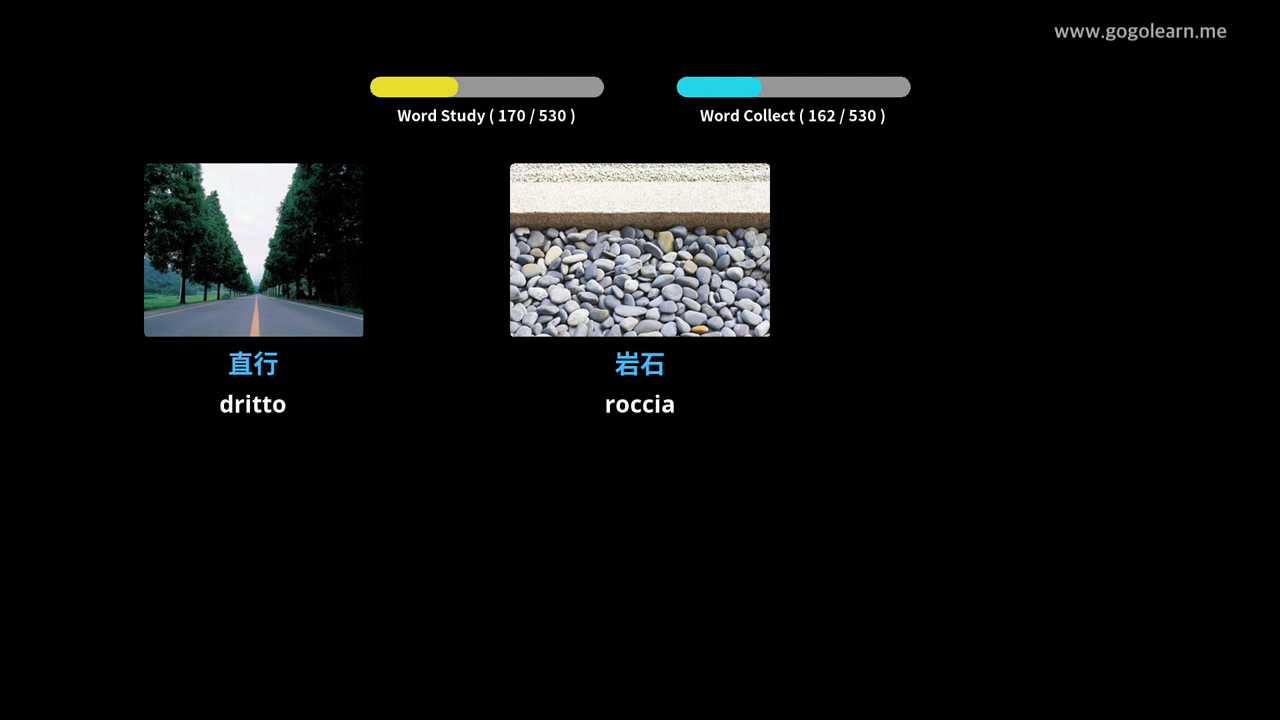 www.gogolearn.me
Word Study ( 170 / 530 )
Word Collect ( 162 / 530 )
直行
dritto
岩石
roccia